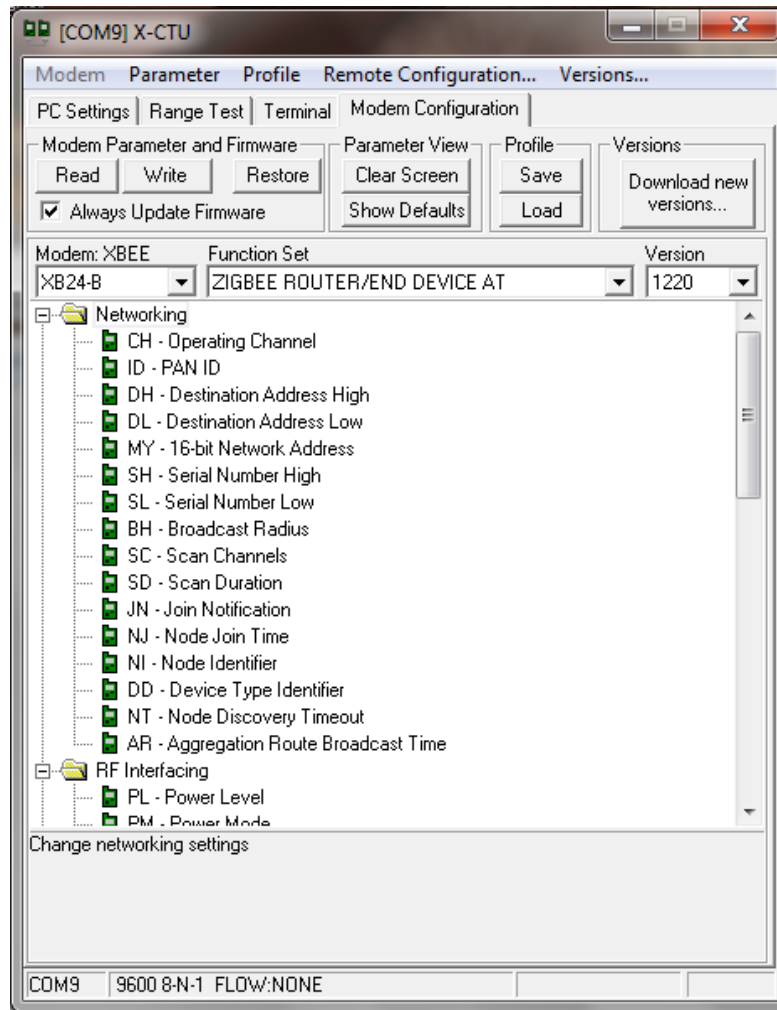 [COM9] X-CTU
Modem Parameter Profile Remote Configuration... Versions...
PC Settings Range Test Terminal Modem Configuration
Modem Parameter and Firmware Parameter View Profile Versions
Read Write Restore Clear Screen Save Download new versions...
Always Update Firmware Show Defaults Load
Modem: XBEE Function Set Version
XB24-B ZIGBEE ROUTER/END DEVICE AT 1220
Networking
CH - Operating Channel
ID - PAN ID
DH - Destination Address High
DL - Destination Address Low
MY - 16-bit Network Address
SH - Serial Number High
SL - Serial Number Low
BH - Broadcast Radius
SC - Scan Channels
SD - Scan Duration
JN - Join Notification
NJ - Node Join Time
NI - Node Identifier
DD - Device Type Identifier
NT - Node Discovery Timeout
AR - Aggregation Route Broadcast Time
RF Interfacing
PL - Power Level
PM - Power Mode
Change networking settings
COM9 9600 8-N-1 FLOW:NONE